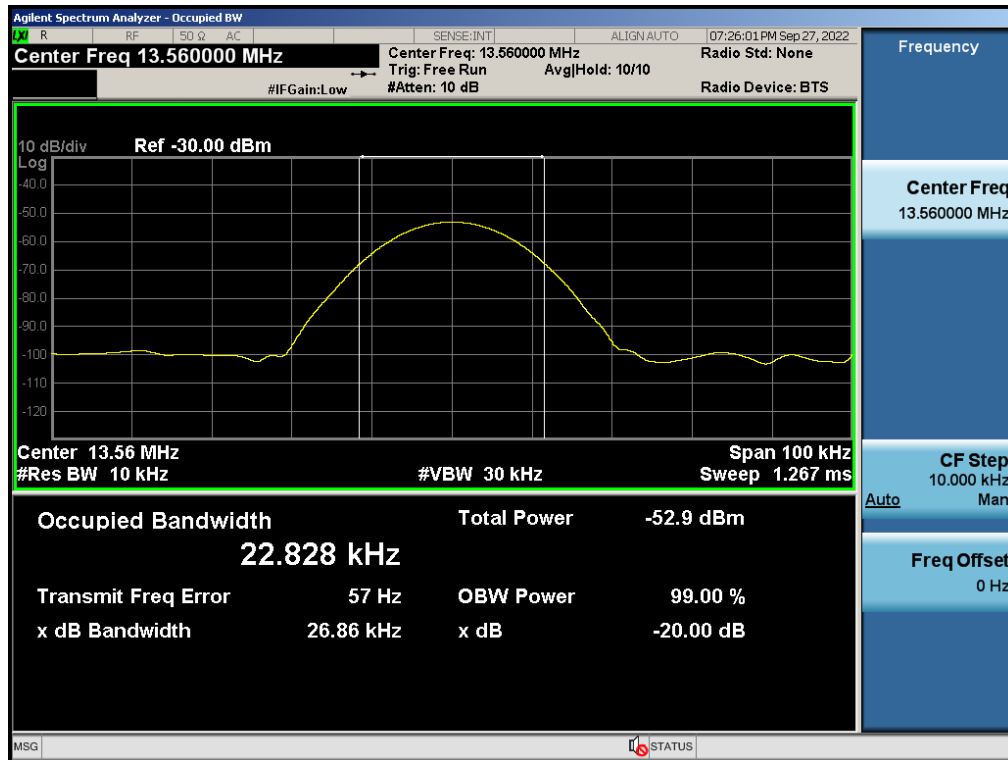 Agilent Spectrum Analyzer - Occupied BW
LXI R RF 50 Ω AC SENSE:INT ALIGN AUTO 07:26:01 PM Sep 27, 2022
Center Freq 13.560000 MHz
Center Freq: 13.560000 MHz Radio Std: None
Trig: Free Run Avg|Hold: 10/10
#IFGain:Low #Atten: 10 dB Radio Device: BTS
10 dB/div Ref -30.00 dBm
Log
-40.0
-50.0
-60.0
-70.0
-80.0
-90.0
-100
-110
-120
Center 13.56 MHz Span 100 kHz
#Res BW 10 kHz #VBW 30 kHz Sweep 1.267 ms
Occupied Bandwidth Total Power -52.9 dBm
22.828 kHz
Transmit Freq Error 57 Hz OBW Power 99.00 %
x dB Bandwidth 26.86 kHz x dB -20.00 dB
MSG STATUS
Frequency
Center Freq
13.560000 MHz
CF Step
10.000 kHz
Auto Man
Freq Offset
0 Hz